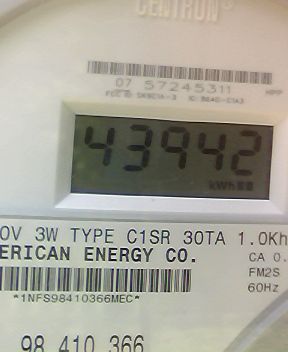 CENTRON®
07 57245311
43942
kWh
0V 3W TYPE C1SR 30TA 1.0Kh
ERICAN ENERGY CO.
CA 0.
FM2S
60Hz
*1NFS98410366MEC*
98 410 366